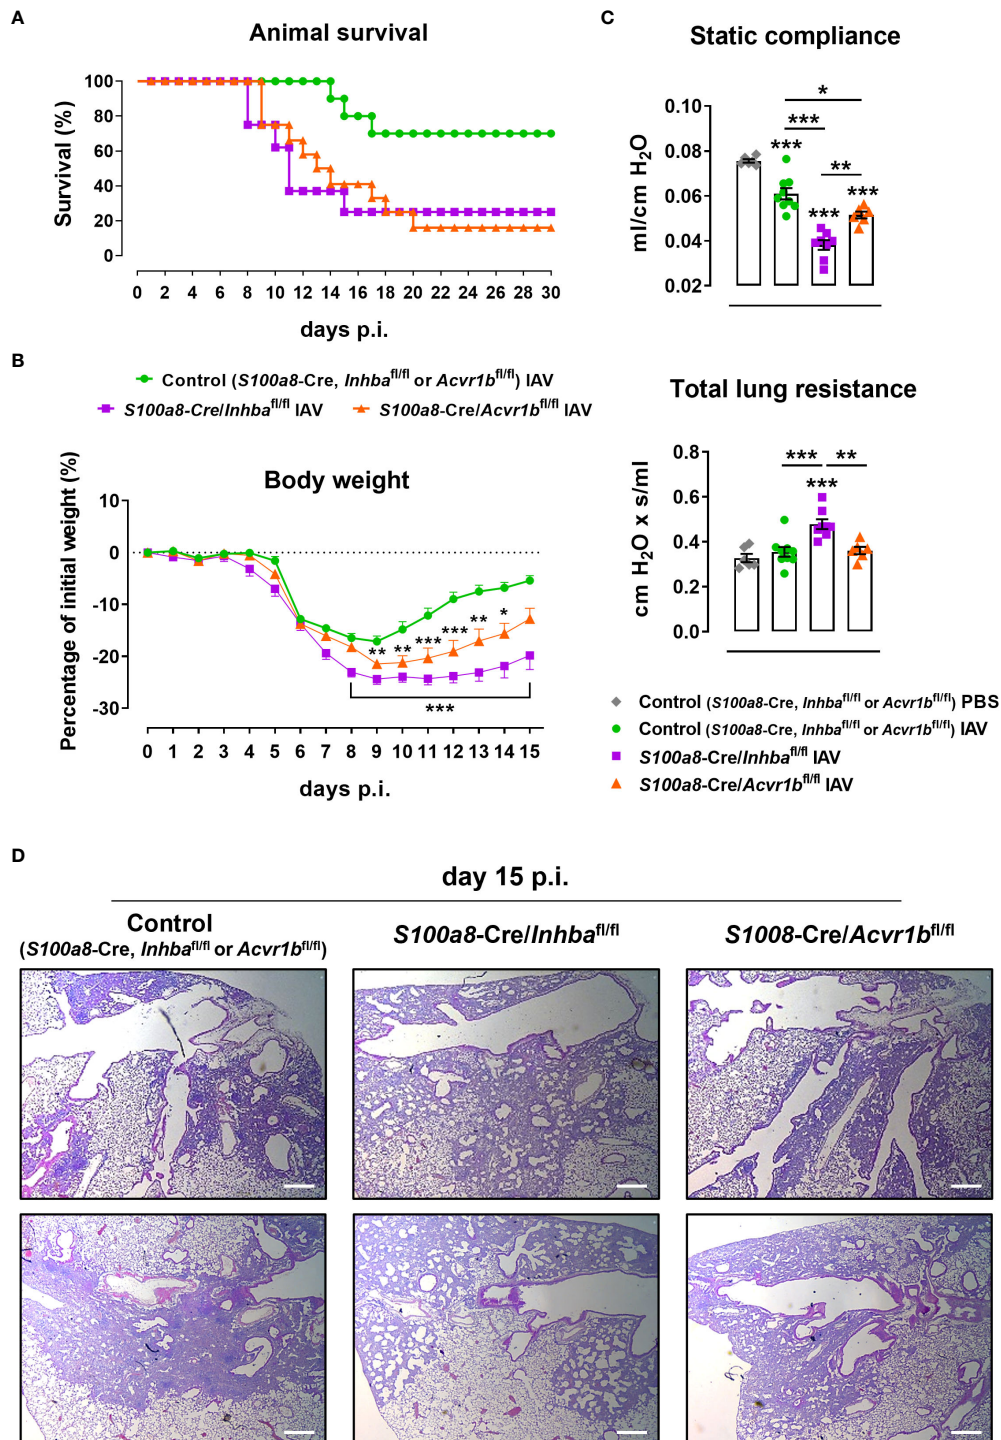 A
Animal survival
Survival (%)
100
80
60
40
20
0
0 2 4 6 8 10 12 14 16 18 20 22 24 26 28 30
days p.i.
B
Control (S100a8-Cre, Inhbafl/fl or Acvr1bfl/fl) IAV
S100a8-Cre/Inhbafl/fl IAV
S100a8-Cre/Acvr1bfl/fl IAV
Body weight
Percentage of initial weight (%)
10
0
-10
-20
-30
** ** *** *** ** *
***
0 1 2 3 4 5 6 7 8 9 10 11 12 13 14 15
days p.i.
C
Static compliance
ml/cm H2O
0.10
0.08
0.06
0.04
0.02
*
***
***
**
***
***
Total lung resistance
cm H2O x s/ml
0.8
0.6
0.4
0.2
0.0
*** **
***
Control (S100a8-Cre, Inhbafl/fl or Acvr1bfl/fl) PBS
Control (S100a8-Cre, Inhbafl/fl or Acvr1bfl/fl) IAV
S100a8-Cre/Inhbafl/fl IAV
S100a8-Cre/Acvr1bfl/fl IAV
D
day 15 p.i.
Control
(S100a8-Cre, Inhbafl/fl or Acvr1bfl/fl)
S100a8-Cre/Inhbafl/fl
S1008-Cre/Acvr1bfl/fl